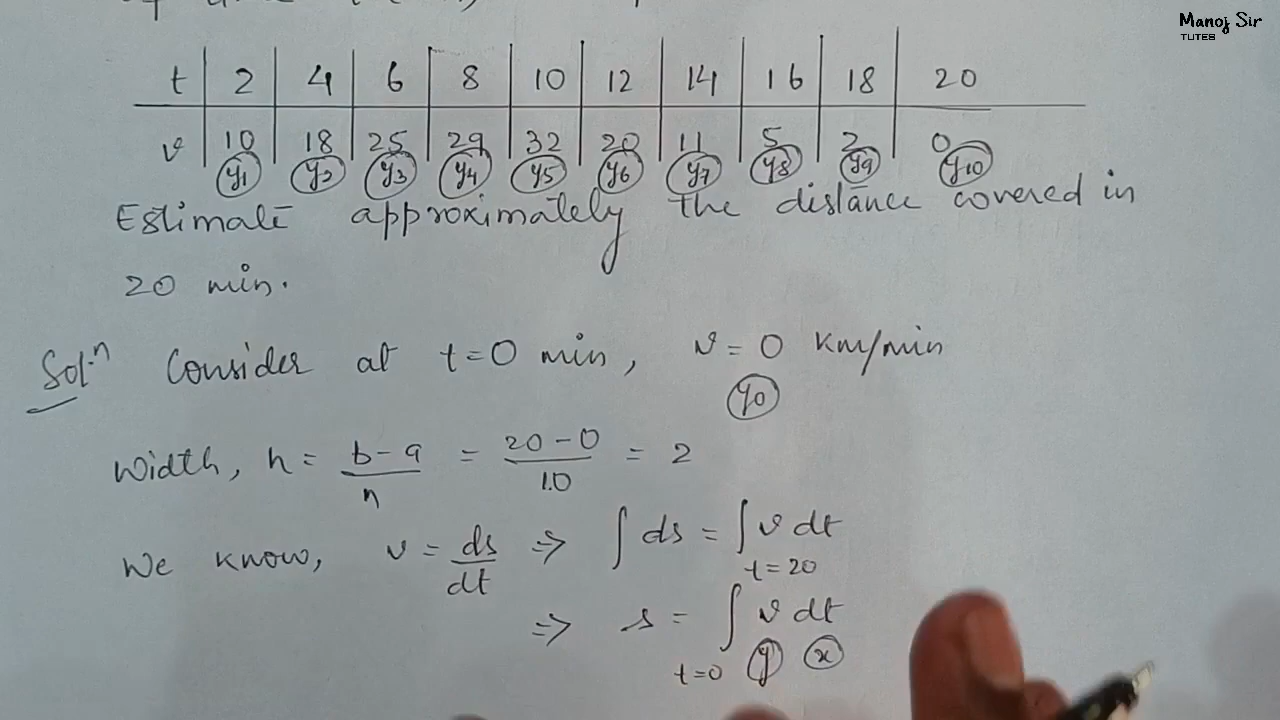 Manoj Sir
TUTES
t 2 4 6 8 10 12 14 16 18 20
v 10 18 25 29 32 20 11 5 2 0
y1 y2 y3 y4 y5 y6 y7 y8 y9 y10
Estimate approximately the distance covered in
20 min.
Sol.n Consider at t=0 min, v = 0 km/min
y0
Width, h = b-a/n = 20-0/10 = 2
We know, v = ds/dt ⇒ ∫ ds = ∫ v dt
t=20
⇒ s = ∫ v dt
t=0 y x